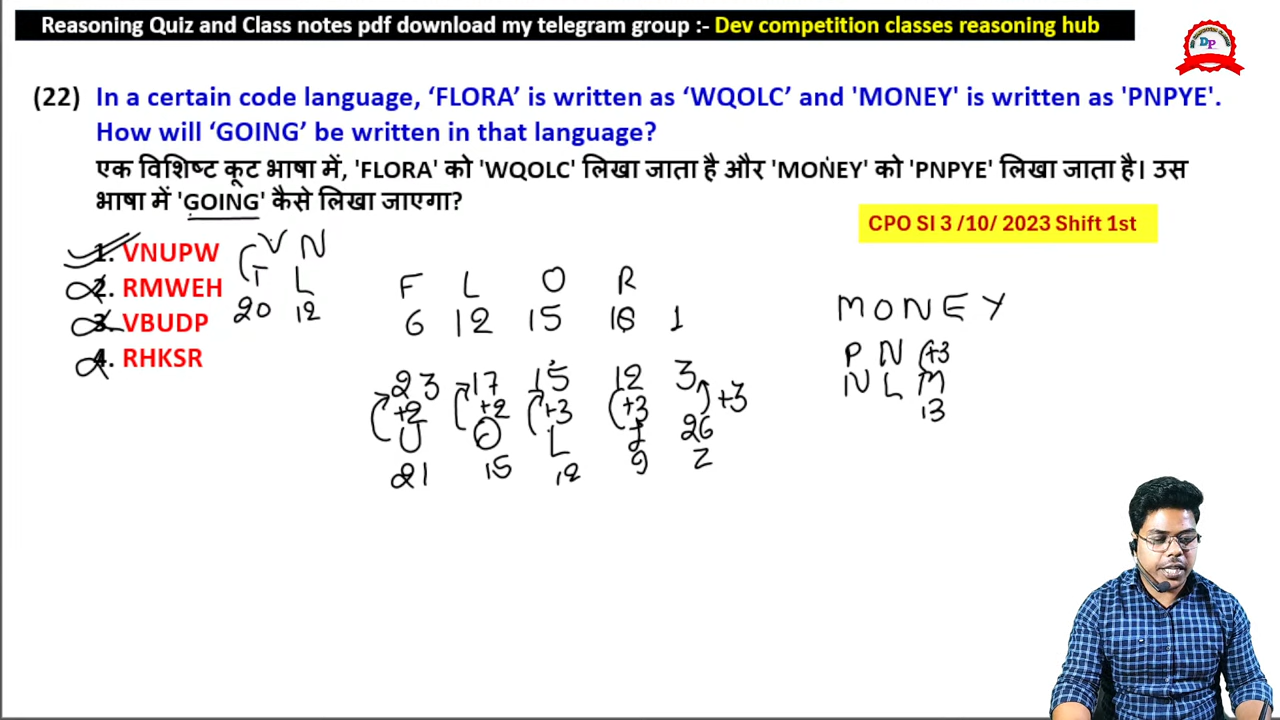 Reasoning Quiz and Class notes pdf download my telegram group :- Dev competition classes reasoning hub
DP
(22) In a certain code language, ‘FLORA’ is written as ‘WQOLC’ and 'MONEY' is written as 'PNPYE'.
How will ‘GOING’ be written in that language?
एक विशिष्ट कूट भाषा में, 'FLORA' को 'WQOLC' लिखा जाता है और 'MONEY' को 'PNPYE' लिखा जाता है। उस
भाषा में 'GOING' कैसे लिखा जाएगा?
CPO SI 3 /10/ 2023 Shift 1st
1. VNUPW
2. RMWEH
3. VBUDP
4. RHKSR
V N
T L
20 12
F L O R
6 12 15 18 1
23 17 15 12 3
+2 +2 +3 +3 +3
U O L I 26
21 15 12 9 Z
M O N E Y
P N +3
N L M
13